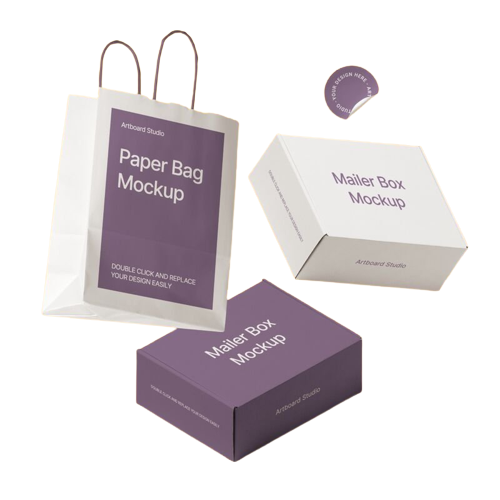 Artboard Studio
Paper Bag
Mockup
DOUBLE CLICK AND REPLACE
YOUR DESIGN EASILY
YOUR DESIGN HERE
Mailer Box
Mockup
Artboard Studio
Mailer Box
Mockup
Artboard Studio